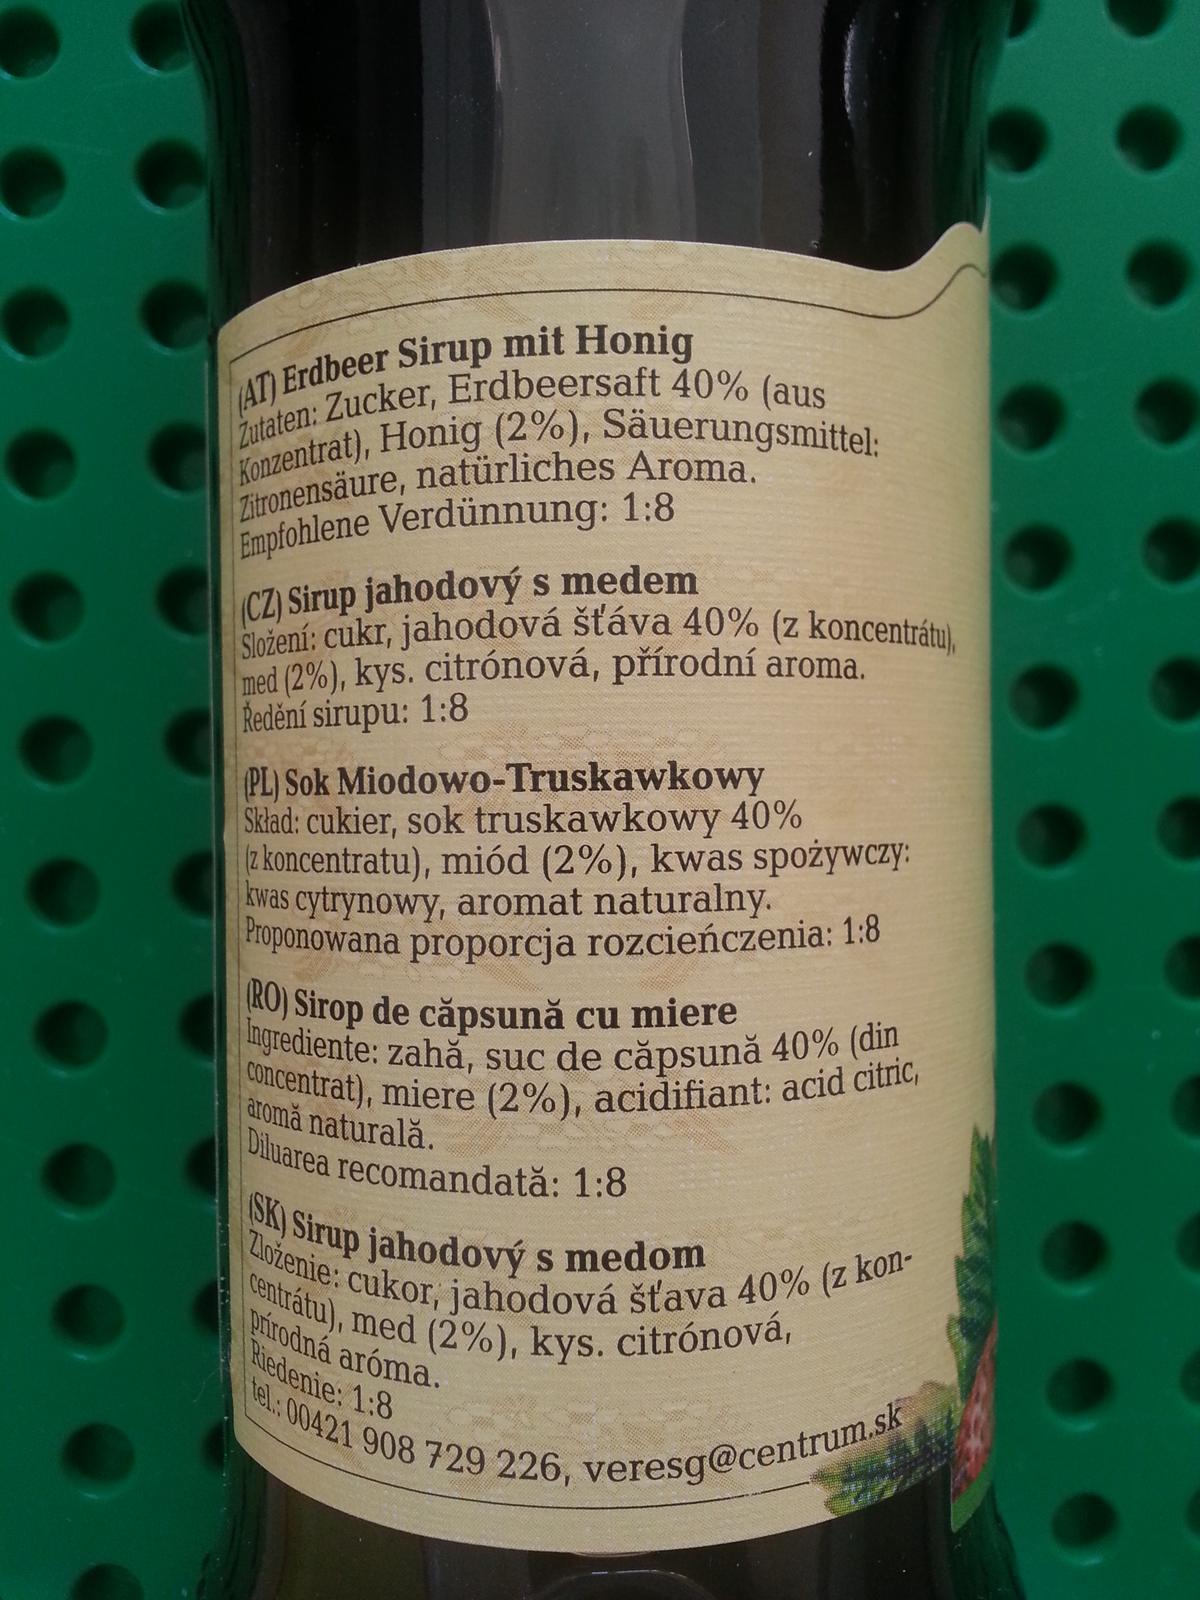 (AT) Erdbeer Sirup mit Honig
Zutaten: Zucker, Erdbeersaft 40% (aus
Konzentrat), Honig (2%), Säuerungsmittel:
Zitronensäure, natürliches Aroma.
Empfohlene Verdünnung: 1:8
(CZ) Sirup jahodový s medem
Složení: cukr, jahodová šťáva 40% (z koncentrátu),
med (2%), kys. citrónová, přírodní aroma.
Ředění sirupu: 1:8
(PL) Sok Miodowo-Truskawkowy
Skład: cukier, sok truskawkowy 40%
(z koncentratu), miód (2%), kwas spożywczy:
kwas cytrynowy, aromat naturalny.
Proponowana proporcja rozcieńczenia: 1:8
(RO) Sirop de căpsună cu miere
Ingrediente: zahă, suc de căpsună 40% (din
concentrat), miere (2%), acidifiant: acid citric,
aromă naturală.
Diluarea recomandată: 1:8
(SK) Sirup jahodový s medom
Zloženie: cukor, jahodová šťava 40% (z kon-
centrátu), med (2%), kys. citrónová,
prírodná aróma.
Riedenie: 1:8
tel.: 00421 908 729 226, veresg@centrum.sk